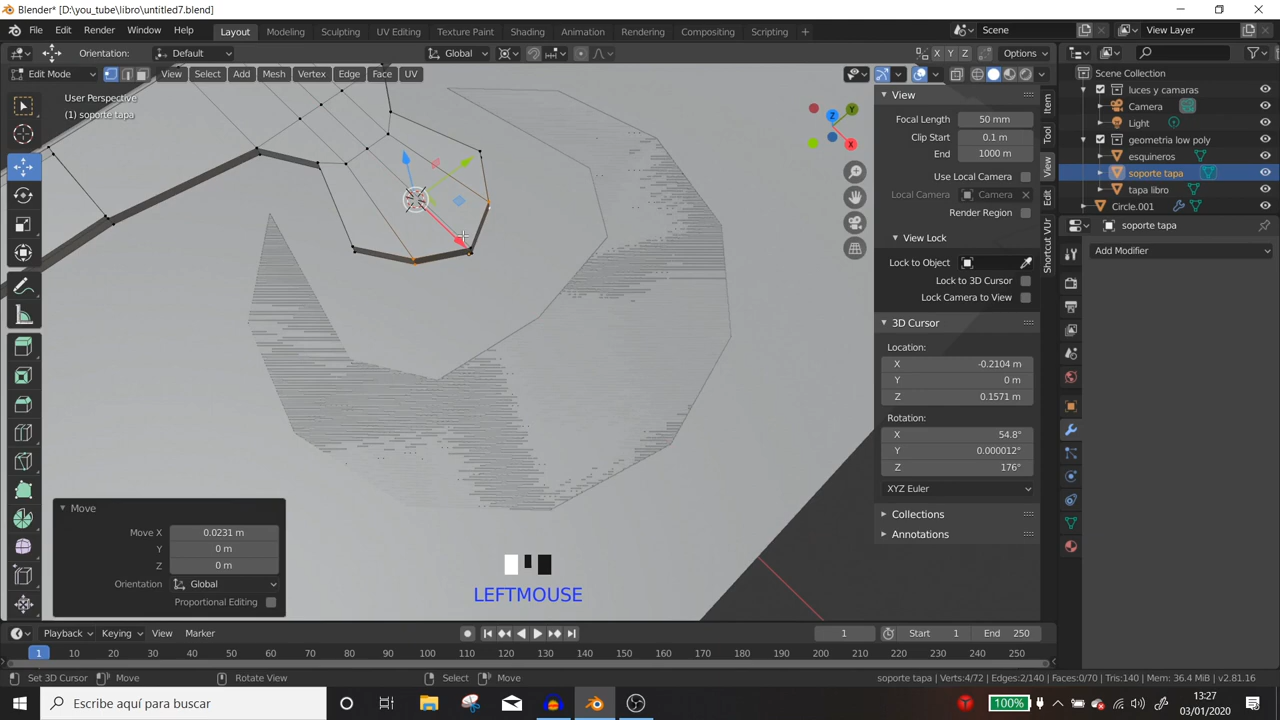 Blender* [D:\you_tube\libro\untitled7.blend]
File Edit Render Window Help Layout Modeling Sculpting UV Editing Texture Paint Shading Animation Rendering Compositing Scripting + Scene View Layer
Orientation: Default Global X Y Z Options
Edit Mode View Select Add Mesh Vertex Edge Face UV
User Perspective
(1) soporte tapa
Z
Y
X
View
Focal Length 50 mm
Clip Start 0.1 m
End 1000 m
Use Local Camera
Local Camera Camera
Render Region
View Lock
Lock to Object
Lock to 3D Cursor
Lock Camera to View
3D Cursor
Location:
X -0.2104 m
Y 0 m
Z 0.1571 m
Rotation:
X 54.8°
Y 0.000012°
Z 176°
XYZ Euler
Collections
Annotations
Item
Tool
View
Edit
Shortcut VUr
Scene Collection
luces y camaras
Camera
Light
geometria low poly
esquineros
soporte tapa
tapa libro
Circle.001
soporte tapa
Add Modifier
Move
Move X 0.0231 m
Y 0 m
Z 0 m
Orientation Global
Proportional Editing
LEFTMOUSE
Playback Keying View Marker 1 Start 1 End 250
1 10 20 30 40 50 60 70 80 90 100 110 120 130 140 150 160 170 180 190 200 210 220 230 240 250
Set 3D Cursor Move Rotate View Select Move soporte tapa | Verts:4/72 | Edges:2/140 | Faces:0/70 | Tris:140 | Mem: 36.4 MiB | v2.81.16
Escribe aquí para buscar
100%
13:27
03/01/2020